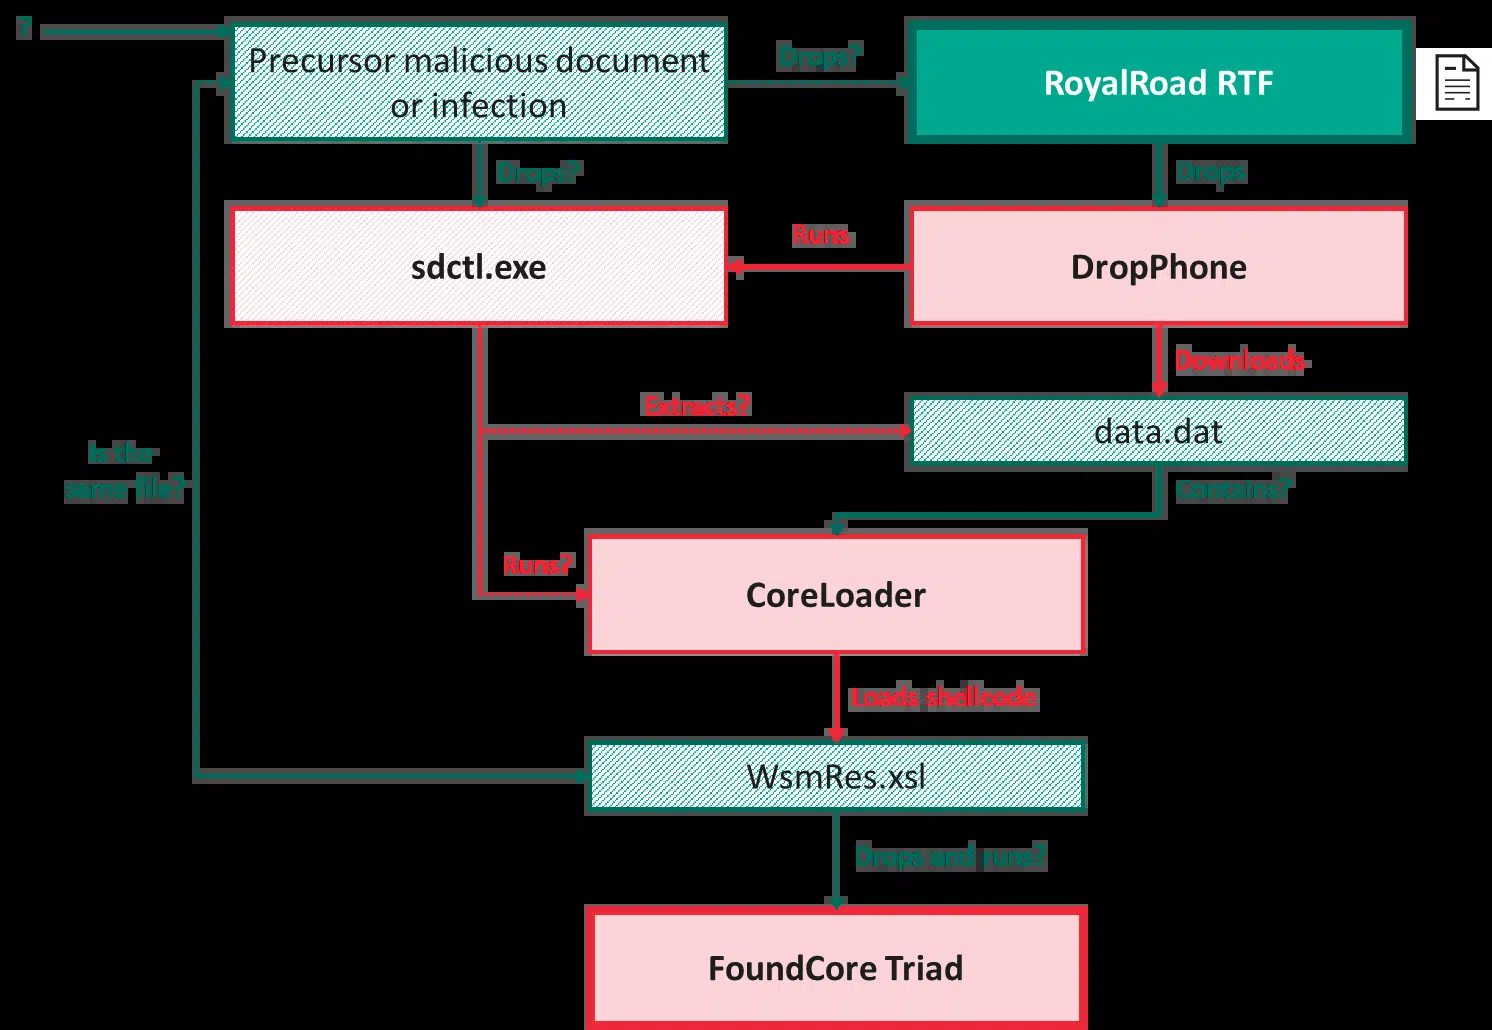 ?
Precursor malicious document
or infection
Drops?
RoyalRoad RTF
Drops?
Drops
sdctl.exe
Runs
DropPhone
Downloads
Extracts?
data.dat
Is the
same file?
Contains?
Runs?
CoreLoader
Loads shellcode
WsmRes.xsl
Drops and runs?
FoundCore Triad